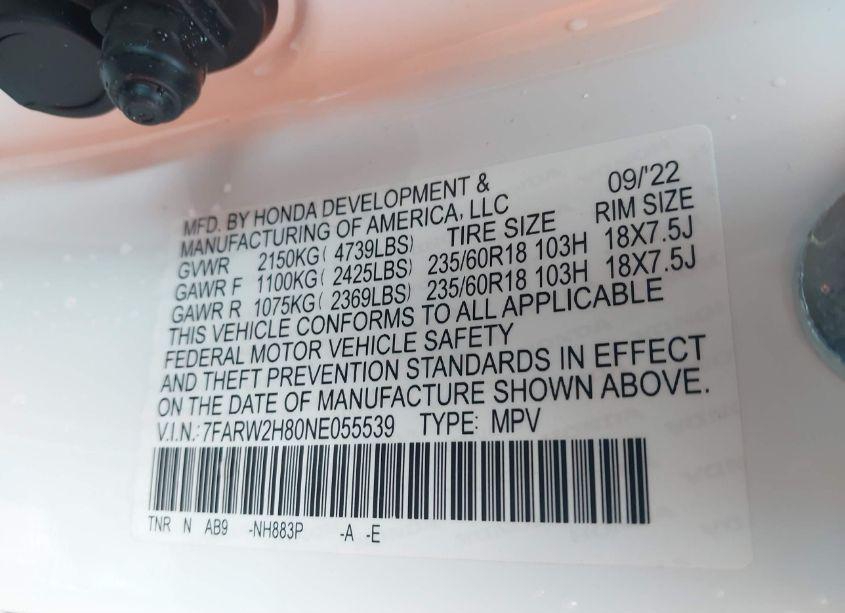 MFD. BY HONDA DEVELOPMENT & 09/'22
MANUFACTURING OF AMERICA, LLC
TIRE SIZE RIM SIZE
GVWR 2150KG( 4739LBS)
GAWR F 1100KG( 2425LBS) 235/60R18 103H 18X7.5J
GAWR R 1075KG( 2369LBS) 235/60R18 103H 18X7.5J
THIS VEHICLE CONFORMS TO ALL APPLICABLE
FEDERAL MOTOR VEHICLE SAFETY
AND THEFT PREVENTION STANDARDS IN EFFECT
ON THE DATE OF MANUFACTURE SHOWN ABOVE.
V.I.N.:7FARW2H80NE055539 TYPE: MPV
TNR N AB9 -NH883P -A -E